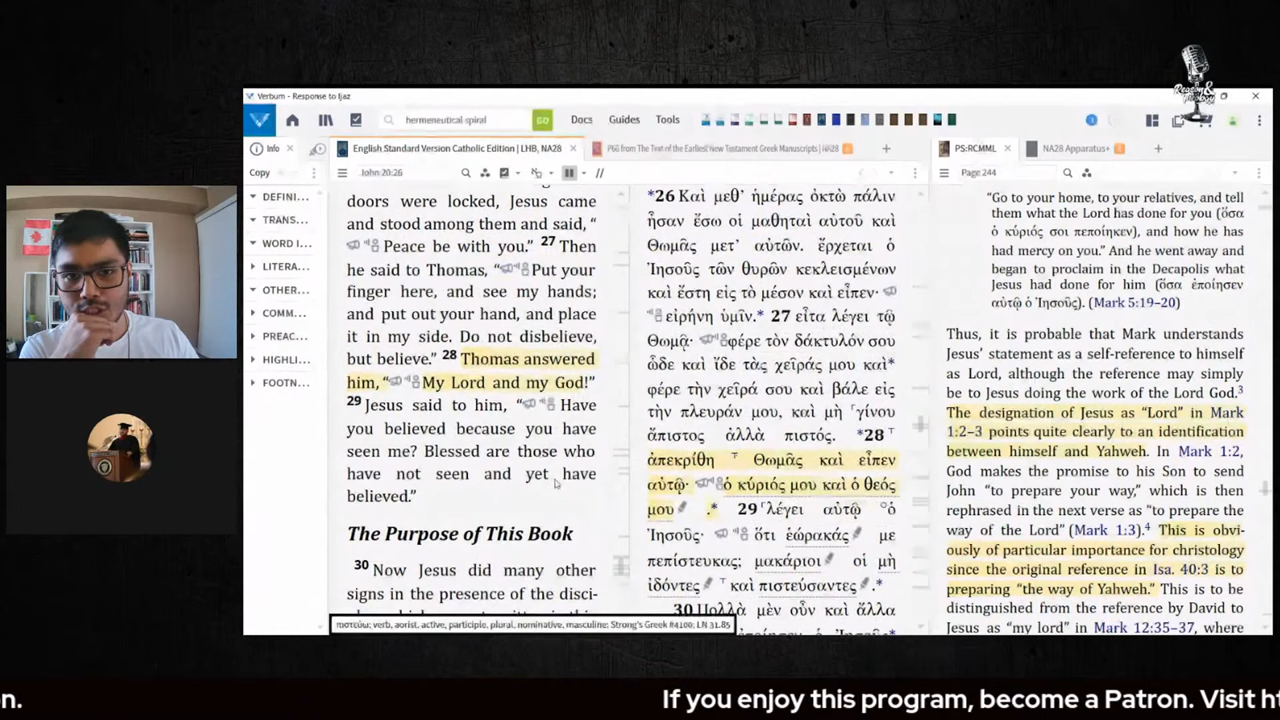 Verbum - Response to Ijaz
hermeneutical spiral
GO
Docs Guides Tools
Info
English Standard Version Catholic Edition | LHB, NA28
P66 from The Text of the Earliest New Testament Greek Manuscripts | NA28
PS:RCMML
NA28 Apparatus+
Copy
John 20:26
Page: 244
DEFINI...
TRANS...
WORD I...
LITERA...
OTHER...
COMM...
PREAC...
HIGHLI...
FOOTN...
doors were locked, Jesus came
and stood among them and said, “
Peace be with you.” 27 Then
he said to Thomas, “Put your
finger here, and see my hands;
and put out your hand, and place
it in my side. Do not disbelieve,
but believe.” 28 Thomas answered
him, “My Lord and my God!”
29 Jesus said to him, “Have
you believed because you have
seen me? Blessed are those who
have not seen and yet have
believed.”
The Purpose of This Book
30 Now Jesus did many other
signs in the presence of the disci-
*26 Καὶ μεθ’ ἡμέρας ὀκτὼ πάλιν
ἦσαν ἔσω οἱ μαθηταὶ αὐτοῦ καὶ
Θωμᾶς μετ’ αὐτῶν. ἔρχεται ὁ
Ἰησοῦς τῶν θυρῶν κεκλεισμένων
καὶ ἔστη εἰς τὸ μέσον καὶ εἶπεν·
εἰρήνη ὑμῖν.* 27 εἶτα λέγει τῷ
Θωμᾷ· φέρε τὸν δάκτυλόν σου
ὧδε καὶ ἴδε τὰς χεῖράς μου καὶ*
φέρε τὴν χεῖρά σου καὶ βάλε εἰς
τὴν πλευράν μου, καὶ μὴ ⸀γίνου
ἄπιστος ἀλλὰ πιστός. *28 ⸆
ἀπεκρίθη ⸆ Θωμᾶς καὶ εἶπεν
αὐτῷ· ὁ κύριός μου καὶ ὁ θεός
μου .* 29 ⸀λέγει αὐτῷ °ὁ
Ἰησοῦς· ὅτι ἑώρακάς με
πεπίστευκας; μακάριοι οἱ μὴ
ἰδόντες ⸆ καὶ πιστεύσαντες.*
30 Πολλὰ μὲν οὖν καὶ ἄλλα
πιστεύω; verb, aorist, active, participle, plural, nominative, masculine; Strong's Greek #4100; LN 31.85
“Go to your home, to your relatives, and tell
them what the Lord has done for you (ὅσα
ὁ κύριός σοι πεποίηκεν), and how he has
had mercy on you.” And he went away and
began to proclaim in the Decapolis what
Jesus had done for him (ὅσα ἐποίησεν
αὐτῷ ὁ Ἰησοῦς). (Mark 5:19–20)
Thus, it is probable that Mark understands
Jesus’ statement as a self-reference to himself
as Lord, although the reference may simply
be to Jesus doing the work of the Lord God.3
The designation of Jesus as “Lord” in Mark
1:2–3 points quite clearly to an identification
between himself and Yahweh. In Mark 1:2,
God makes the promise to his Son to send
John “to prepare your way,” which is then
rephrased in the next verse as “to prepare the
way of the Lord” (Mark 1:3).4 This is obvi-
ously of particular importance for christology
since the original reference in Isa. 40:3 is to
preparing “the way of Yahweh.” This is to be
distinguished from the reference by David to
Jesus as “my lord” in Mark 12:35–37, where
on.
If you enjoy this program, become a Patron. Visit ht